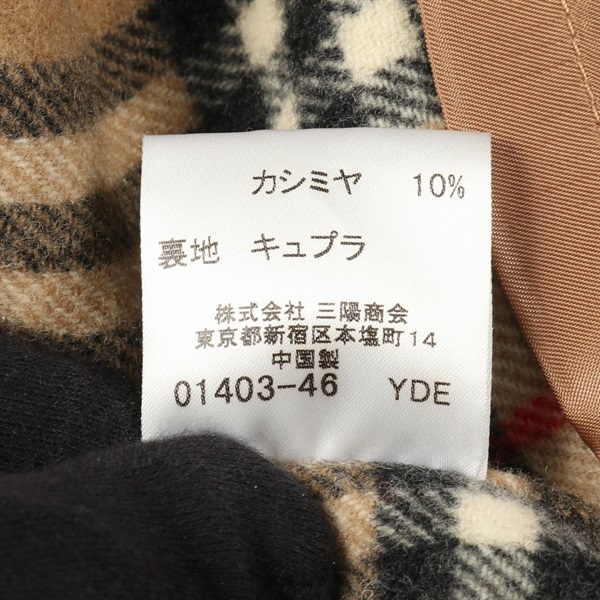 カシミヤ 10%
裏地 キュプラ
株式会社 三陽商会
東京都新宿区本塩町14
中国製
01403-46 YDE